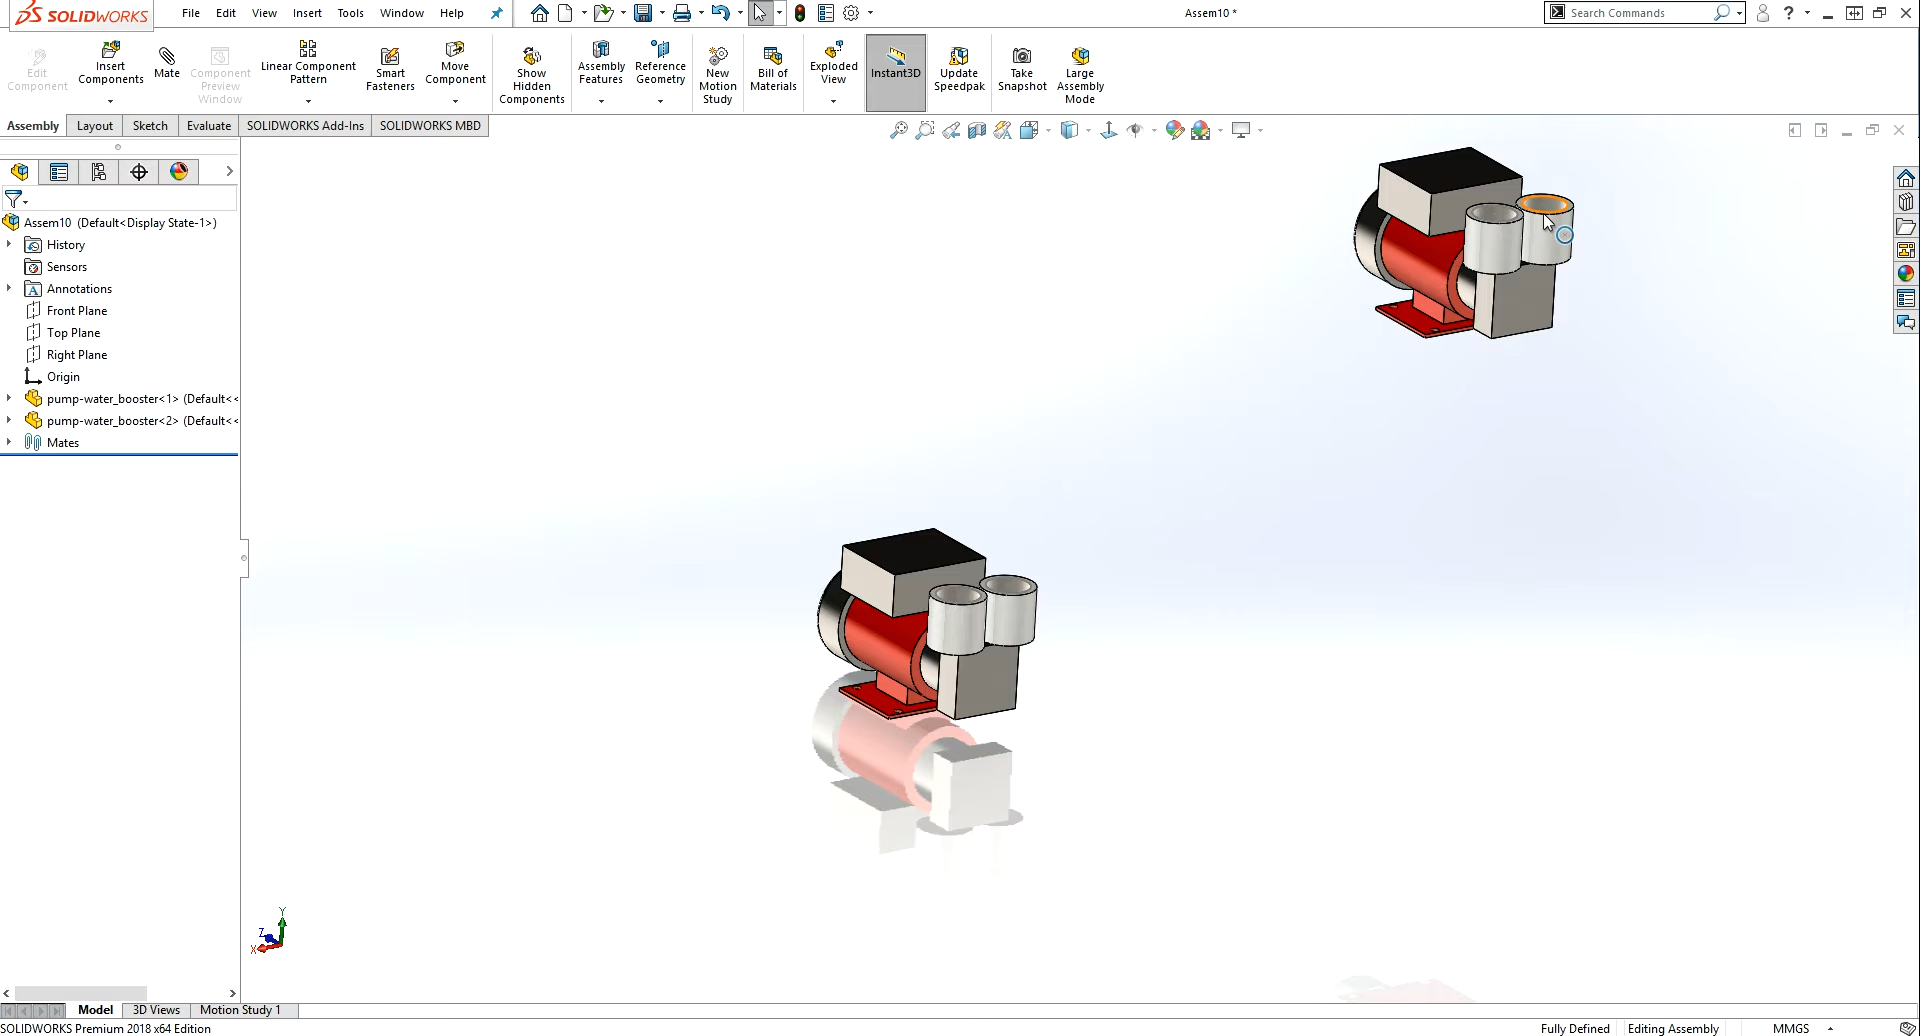 SOLIDWORKS File Edit View Insert Tools Window Help Assem10 * Search Commands
Edit Component
Insert Components
Mate
Component Preview Window
Linear Component Pattern
Smart Fasteners
Move Component
Show Hidden Components
Assembly Features
Reference Geometry
New Motion Study
Bill of Materials
Exploded View
Instant3D
Update Speedpak
Take Snapshot
Large Assembly Mode
Assembly Layout Sketch Evaluate SOLIDWORKS Add-Ins SOLIDWORKS MBD
Assem10 (Default<Display State-1>)
History
Sensors
A Annotations
Front Plane
Top Plane
Right Plane
Origin
pump-water_booster<1> (Default<<
pump-water_booster<2> (Default<<
Mates
Y
Z
X
Model 3D Views Motion Study 1
SOLIDWORKS Premium 2018 x64 Edition Fully Defined Editing Assembly MMGS